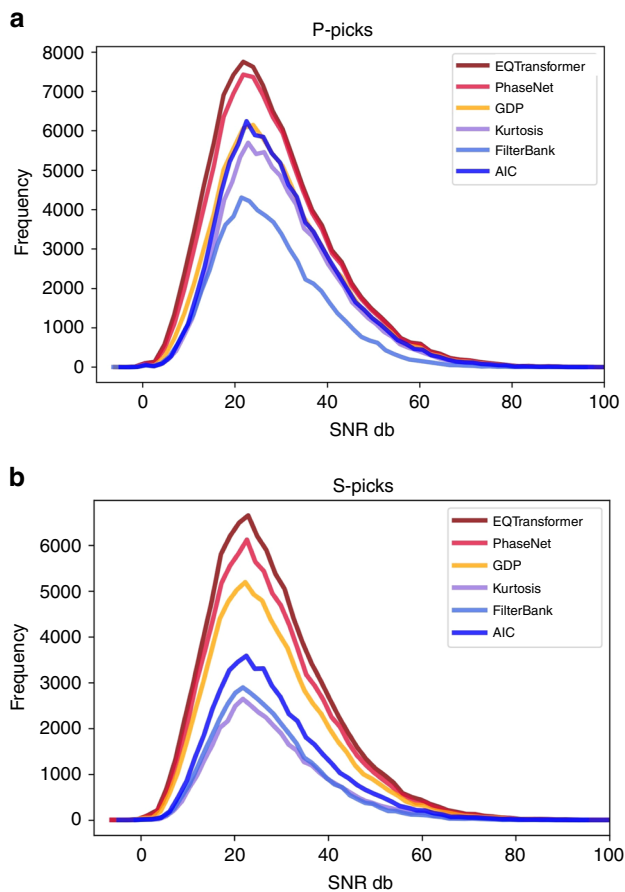 a
P-picks
8000
7000
6000
5000
4000
3000
2000
1000
0
Frequency
EQTransformer
PhaseNet
GDP
Kurtosis
FilterBank
AIC
0 20 40 60 80 100
SNR db
b
S-picks
6000
5000
4000
3000
2000
1000
0
Frequency
EQTransformer
PhaseNet
GDP
Kurtosis
FilterBank
AIC
0 20 40 60 80 100
SNR db